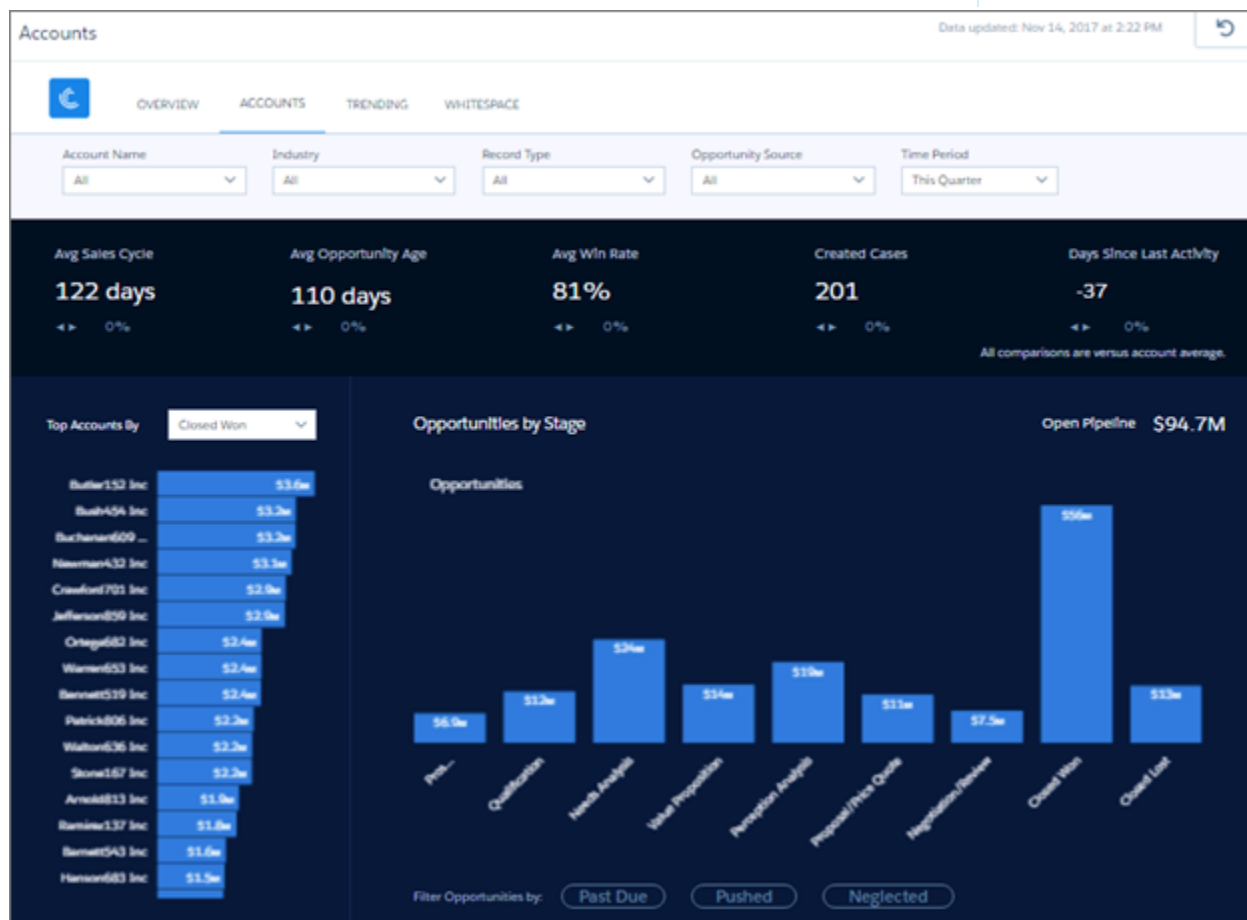 Accounts
Data updated: Nov 14, 2017 at 2:22 PM
OVERVIEW ACCOUNTS TRENDING WHITESPACE
Account Name Industry Record Type Opportunity Source Time Period
All All All All This Quarter
Avg Sales Cycle Avg Opportunity Age Avg Win Rate Created Cases Days Since Last Activity
122 days 110 days 81% 201 -37
0% 0% 0% 0% 0%
All comparisons are versus account average.
Top Accounts By Closed Won
Butler152 Inc $3.6m
Bush454 Inc $3.2m
Buchanan609 ... $3.2m
Newman432 Inc $3.1m
Crawford701 Inc $2.9m
Jefferson859 Inc $2.9m
Ortega682 Inc $2.4m
Warren653 Inc $2.4m
Bennett519 Inc $2.4m
Patrick806 Inc $2.2m
Walton636 Inc $2.2m
Stone167 Inc $2.2m
Arnold813 Inc $1.9m
Ramirez137 Inc $1.8m
Barnett543 Inc $1.6m
Hanson683 Inc $1.5m
Opportunities by Stage
Open Pipeline $94.7M
Opportunities
$6.9m $12m $24m $14m $19m $11m $7.5m $56m $13m
Pros... Qualification Needs Analysis Value Proposition Perception Analysis Proposal/Price Quote Negotiation/Review Closed Won Closed Lost
Filter Opportunities by: Past Due Pushed Neglected